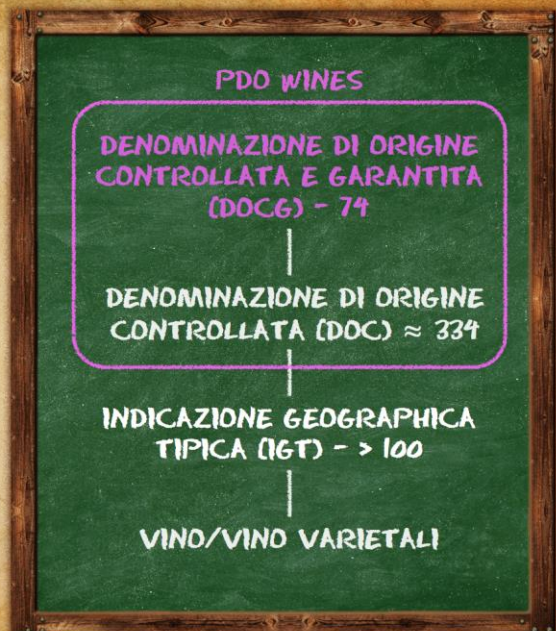 PDO WINES
DENOMINAZIONE DI ORIGINE
CONTROLLATA E GARANTITA
(DOCG) - 74
DENOMINAZIONE DI ORIGINE
CONTROLLATA (DOC) ≈ 334
INDICAZIONE GEOGRAPHICA
TIPICA (IGT) - > 100
VINO/VINO VARIETALI